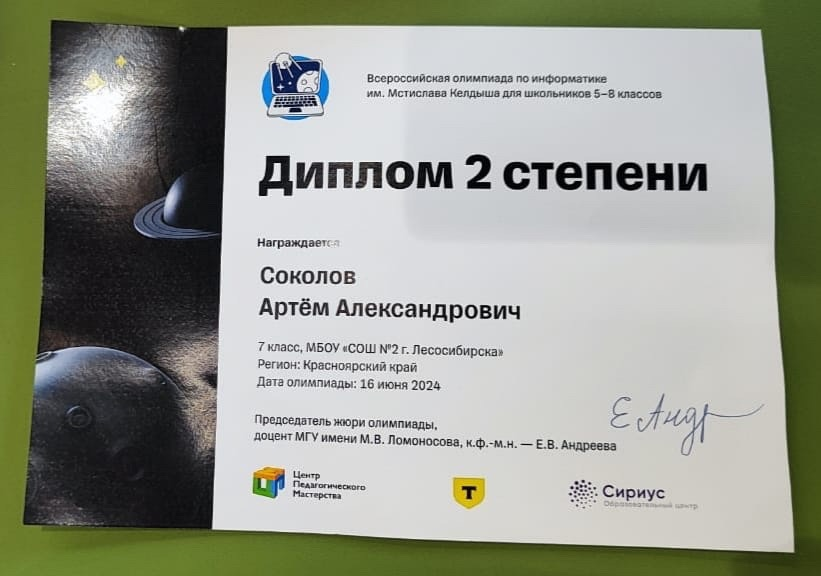 Всероссийская олимпиада по информатике
им. Мстислава Келдыша для школьников 5–8 классов
Диплом 2 степени
Награждается
Соколов
Артём Александрович
7 класс, МБОУ «СОШ №2 г. Лесосибирска»
Регион: Красноярский край
Дата олимпиады: 16 июня 2024
Е Андр
Председатель жюри олимпиады,
доцент МГУ имени М.В. Ломоносова, к.ф.-м.н. — Е.В. Андреева
Центр
Педагогического
Мастерства
Т
Сириус
Образовательный центр